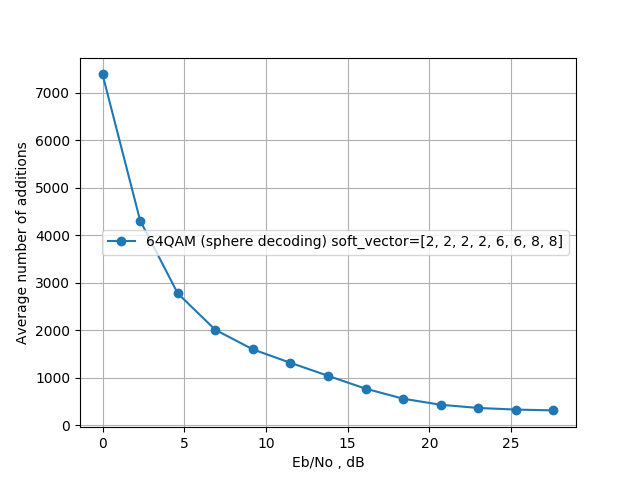 7000
6000
5000
4000
3000
2000
1000
0
Average number of additions
64QAM (sphere decoding) soft_vector=[2, 2, 2, 2, 6, 6, 8, 8]
0 5 10 15 20 25
Eb/No , dB